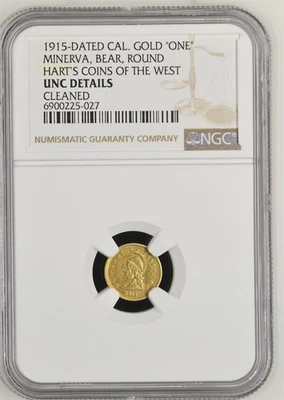 1915-DATED CAL. GOLD "ONE"
MINERVA, BEAR, ROUND
HART'S COINS OF THE WEST
UNC DETAILS
CLEANED
6900225-027
NUMISMATIC GUARANTY COMPANY
NGC